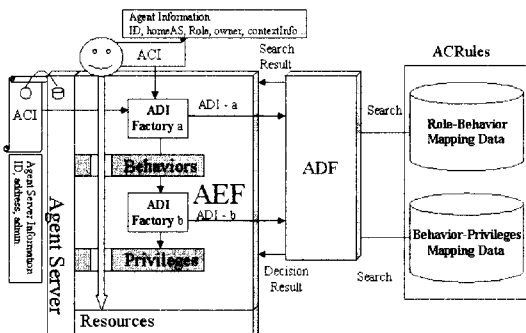 Agent Information
ID, homeAS, Role, owner, contextInfo ...
ACI
ACI
Agent Server Information
ID, address, admin
Agent Server
ADI
Factory a
ADI - a
Behaviors
AEF
ADI
Factory b
ADI - b
Privileges
Resources
Search
Result
ADF
Decision
Result
ACRules
Search
Role-Behavior
Mapping Data
Behavior-Privileges
Mapping Data
Search